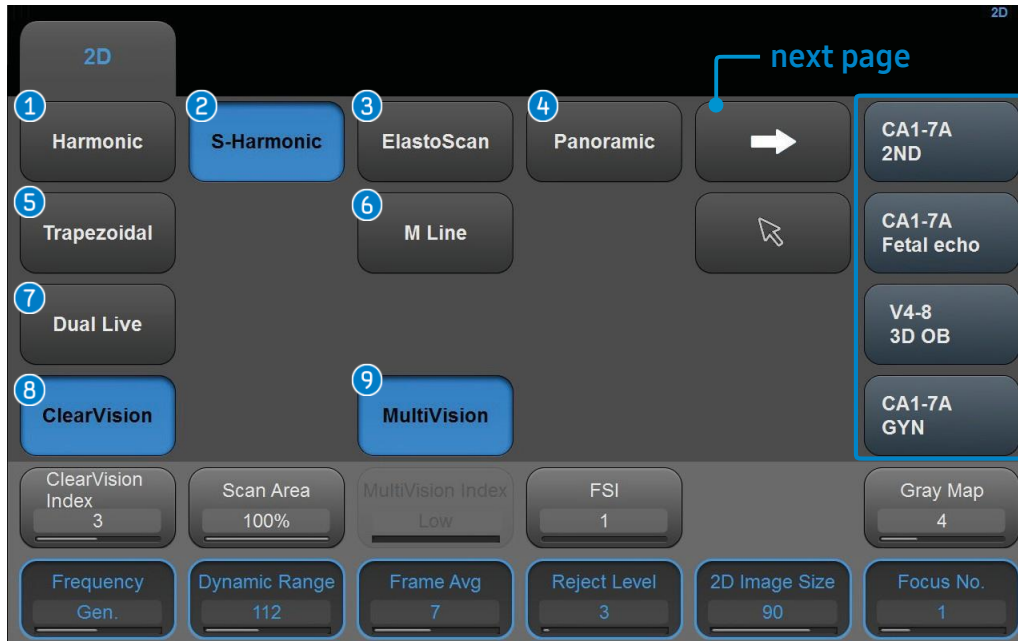 2D
2D
next page
1
Harmonic
2
S-Harmonic
3
ElastoScan
4
Panoramic
CA1-7A
2ND
5
Trapezoidal
6
M Line
CA1-7A
Fetal echo
7
Dual Live
V4-8
3D OB
8
ClearVision
9
MultiVision
CA1-7A
GYN
ClearVision
Index
3
Scan Area
100%
MultiVision Index
Low
FSI
1
Gray Map
4
Frequency
Gen.
Dynamic Range
112
Frame Avg
7
Reject Level
3
2D Image Size
90
Focus No.
1